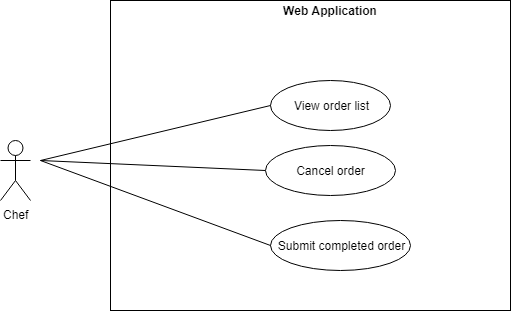 Web Application
View order list
Cancel order
Chef
Submit completed order